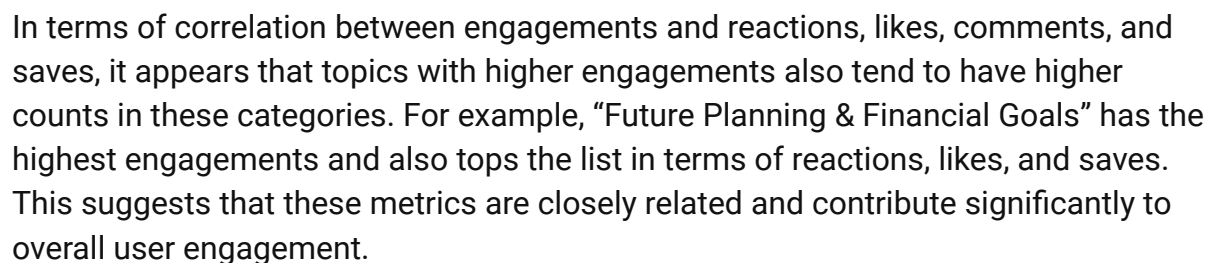 In terms of correlation between engagements and reactions, likes, comments, and
saves, it appears that topics with higher engagements also tend to have higher
counts in these categories. For example, “Future Planning & Financial Goals” has the
highest engagements and also tops the list in terms of reactions, likes, and saves.
This suggests that these metrics are closely related and contribute significantly to
overall user engagement.